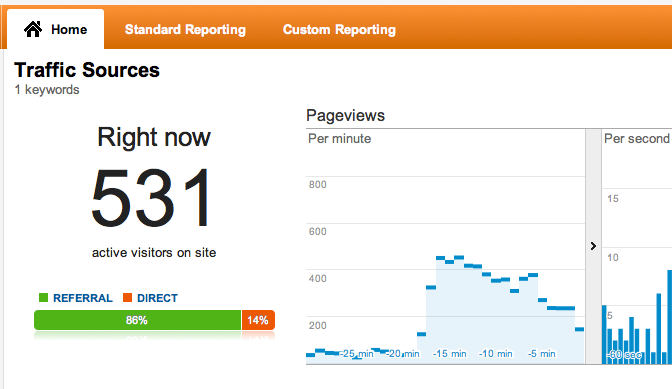 Home Standard Reporting Custom Reporting
Traffic Sources
1 keywords
Right now
531
active visitors on site
REFERRAL DIRECT
86% 14%
Pageviews
Per minute
800
600
400
200
-25 min -20 min -15 min -10 min -5 min
Per second
15
10
5
-60 sec